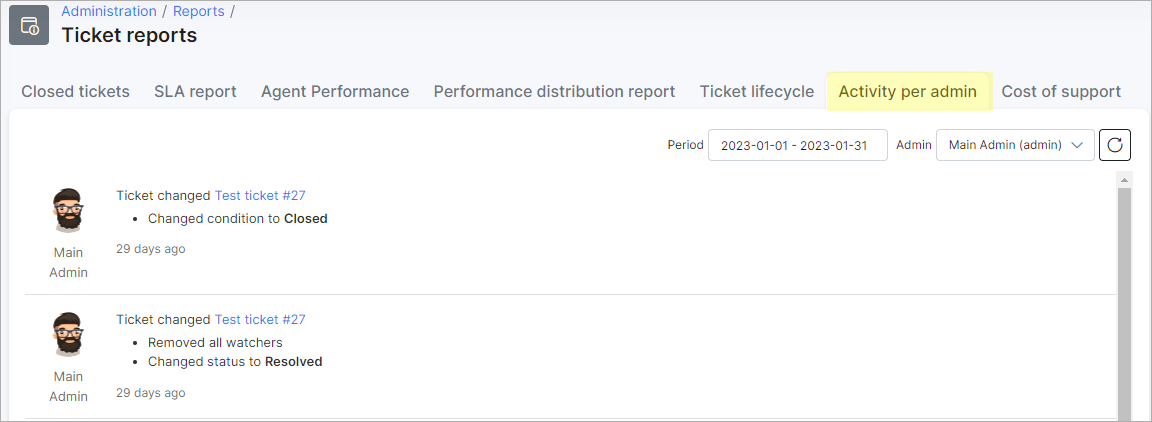 Administration / Reports /
Ticket reports
Closed tickets SLA report Agent Performance Performance distribution report Ticket lifecycle Activity per admin Cost of support
Period 2023-01-01 - 2023-01-31 Admin Main Admin (admin)
Ticket changed Test ticket #27
• Changed condition to Closed
29 days ago
Main
Admin
Ticket changed Test ticket #27
• Removed all watchers
• Changed status to Resolved
29 days ago
Main
Admin